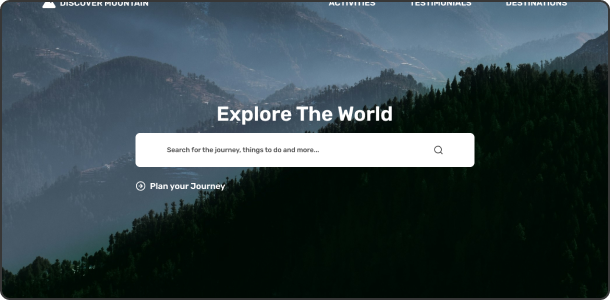 DISCOVER MOUNTAIN ACTIVITIES TESTIMONIALS DESTINATIONS
Explore The World
Search for the journey, things to do and more...
Plan your Journey